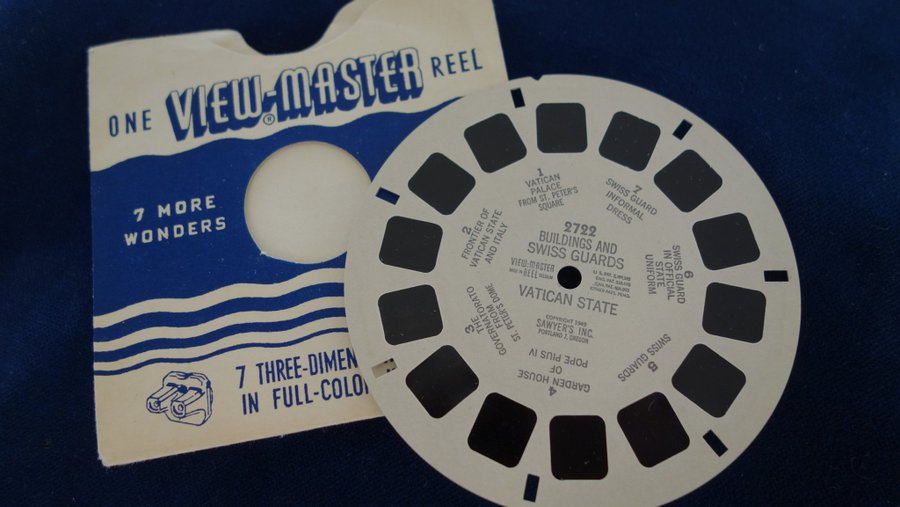 ONE VIEW-MASTER REEL
®
7 MORE
WONDERS
7 THREE-DIMEN
IN FULL-COLO
1
VATICAN
PALACE
FROM ST. PETER'S
SQUARE
7
SWISS GUARD
INFORMAL
DRESS
6
SWISS GUARD
IN OFFICIAL
STATE
UNIFORM
SWISS GUARDS
4
GARDEN HOUSE
OF
POPE PIUS IV
3
THE
GOVERNATORATO
FROM
ST. PETER'S DOME
2
FRONTIER OF
VATICAN STATE
AND ITALY
2722
BUILDINGS AND
SWISS GUARDS
VIEW-MASTER
REEL
VATICAN STATE
COPYRIGHT 1949
SAWYER'S INC.
PORTLAND 7, OREGON